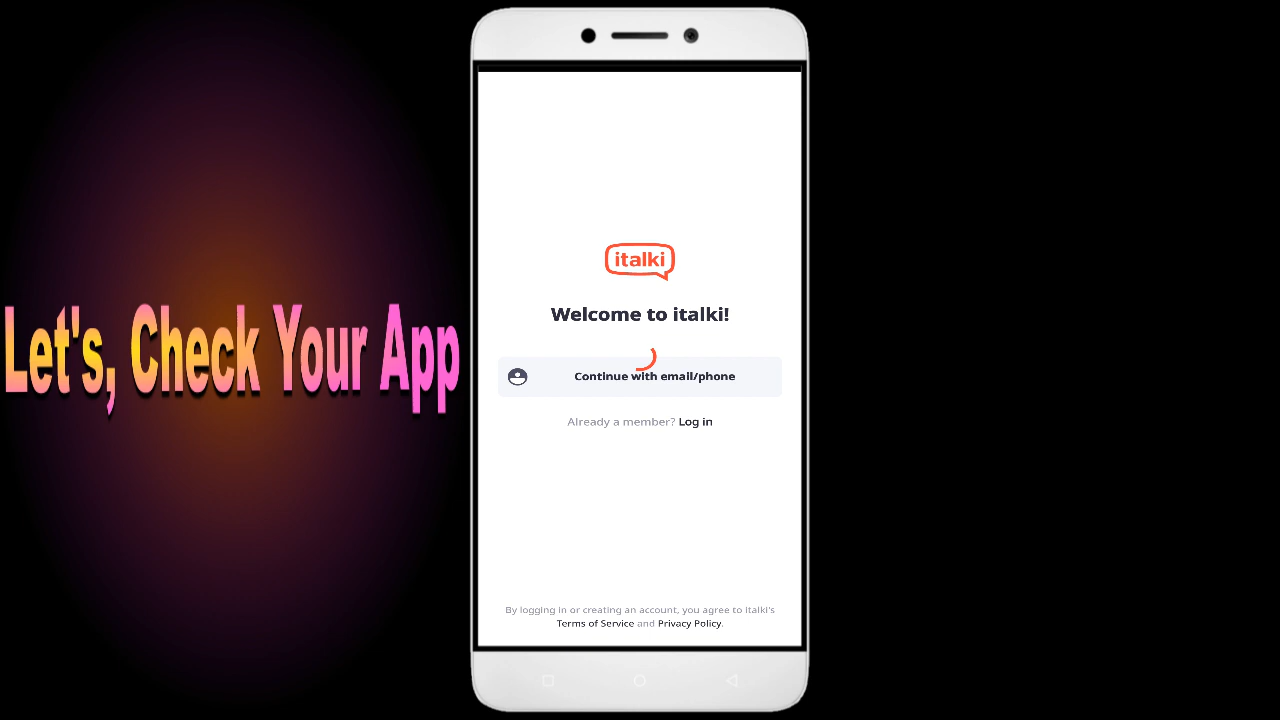 Let's, Check Your App
italki
Welcome to italki!
Continue with email/phone
Already a member? Log in
By logging in or creating an account, you agree to italki's
Terms of Service and Privacy Policy.